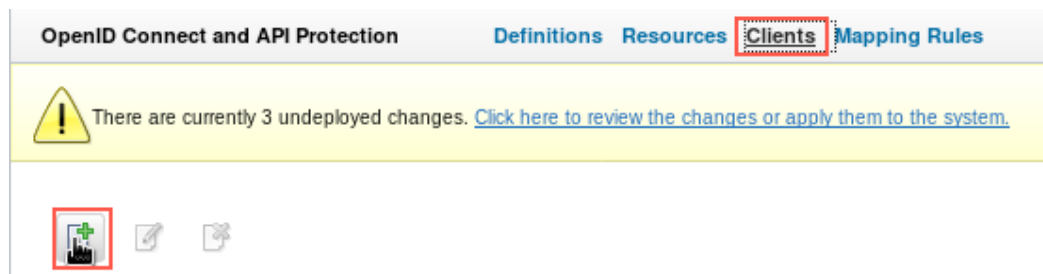 OpenID Connect and API Protection Definitions Resources Clients Mapping Rules
There are currently 3 undeployed changes. Click here to review the changes or apply them to the system.